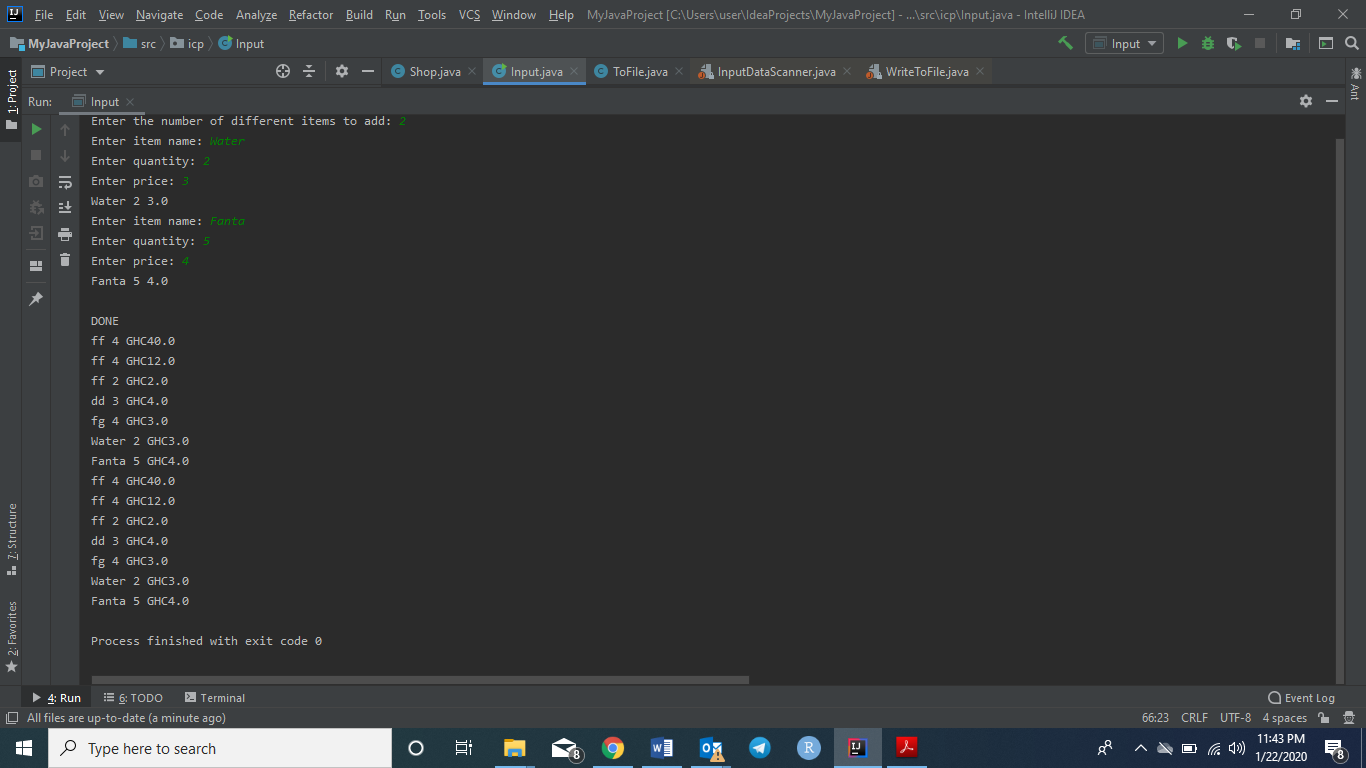 File Edit View Navigate Code Analyze Refactor Build Run Tools VCS Window Help MyJavaProject [C:\Users\user\IdeaProjects\MyJavaProject] - ...\src\icp\Input.java - IntelliJ IDEA
MyJavaProject src icp Input Input
Project Shop.java Input.java ToFile.java InputDataScanner.java WriteToFile.java
1: Project
Ant
Run: Input
Enter the number of different items to add: 2
Enter item name: Water
Enter quantity: 2
Enter price: 3
Water 2 3.0
Enter item name: Fanta
Enter quantity: 5
Enter price: 4
Fanta 5 4.0
DONE
ff 4 GHC40.0
ff 4 GHC12.0
ff 2 GHC2.0
dd 3 GHC4.0
fg 4 GHC3.0
Water 2 GHC3.0
Fanta 5 GHC4.0
ff 4 GHC40.0
ff 4 GHC12.0
ff 2 GHC2.0
dd 3 GHC4.0
fg 4 GHC3.0
Water 2 GHC3.0
Fanta 5 GHC4.0
Process finished with exit code 0
7: Structure
2: Favorites
4: Run 6: TODO Terminal Event Log
All files are up-to-date (a minute ago) 66:23 CRLF UTF-8 4 spaces
Type here to search
8
R
11:43 PM
1/22/2020
8